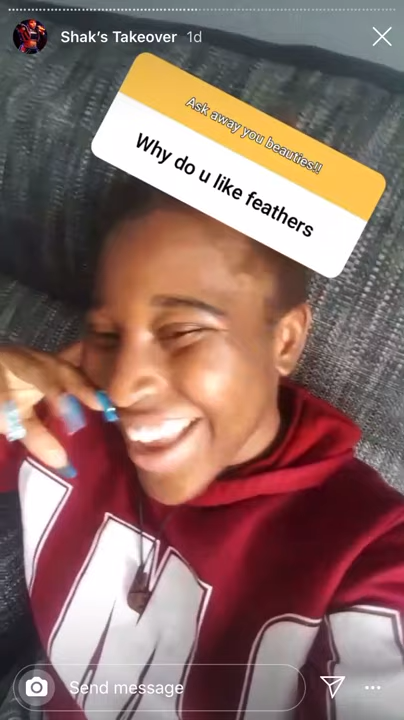 Shak's Takeover 1d
Ask away you beauties!!
Why do u like feathers
Send message